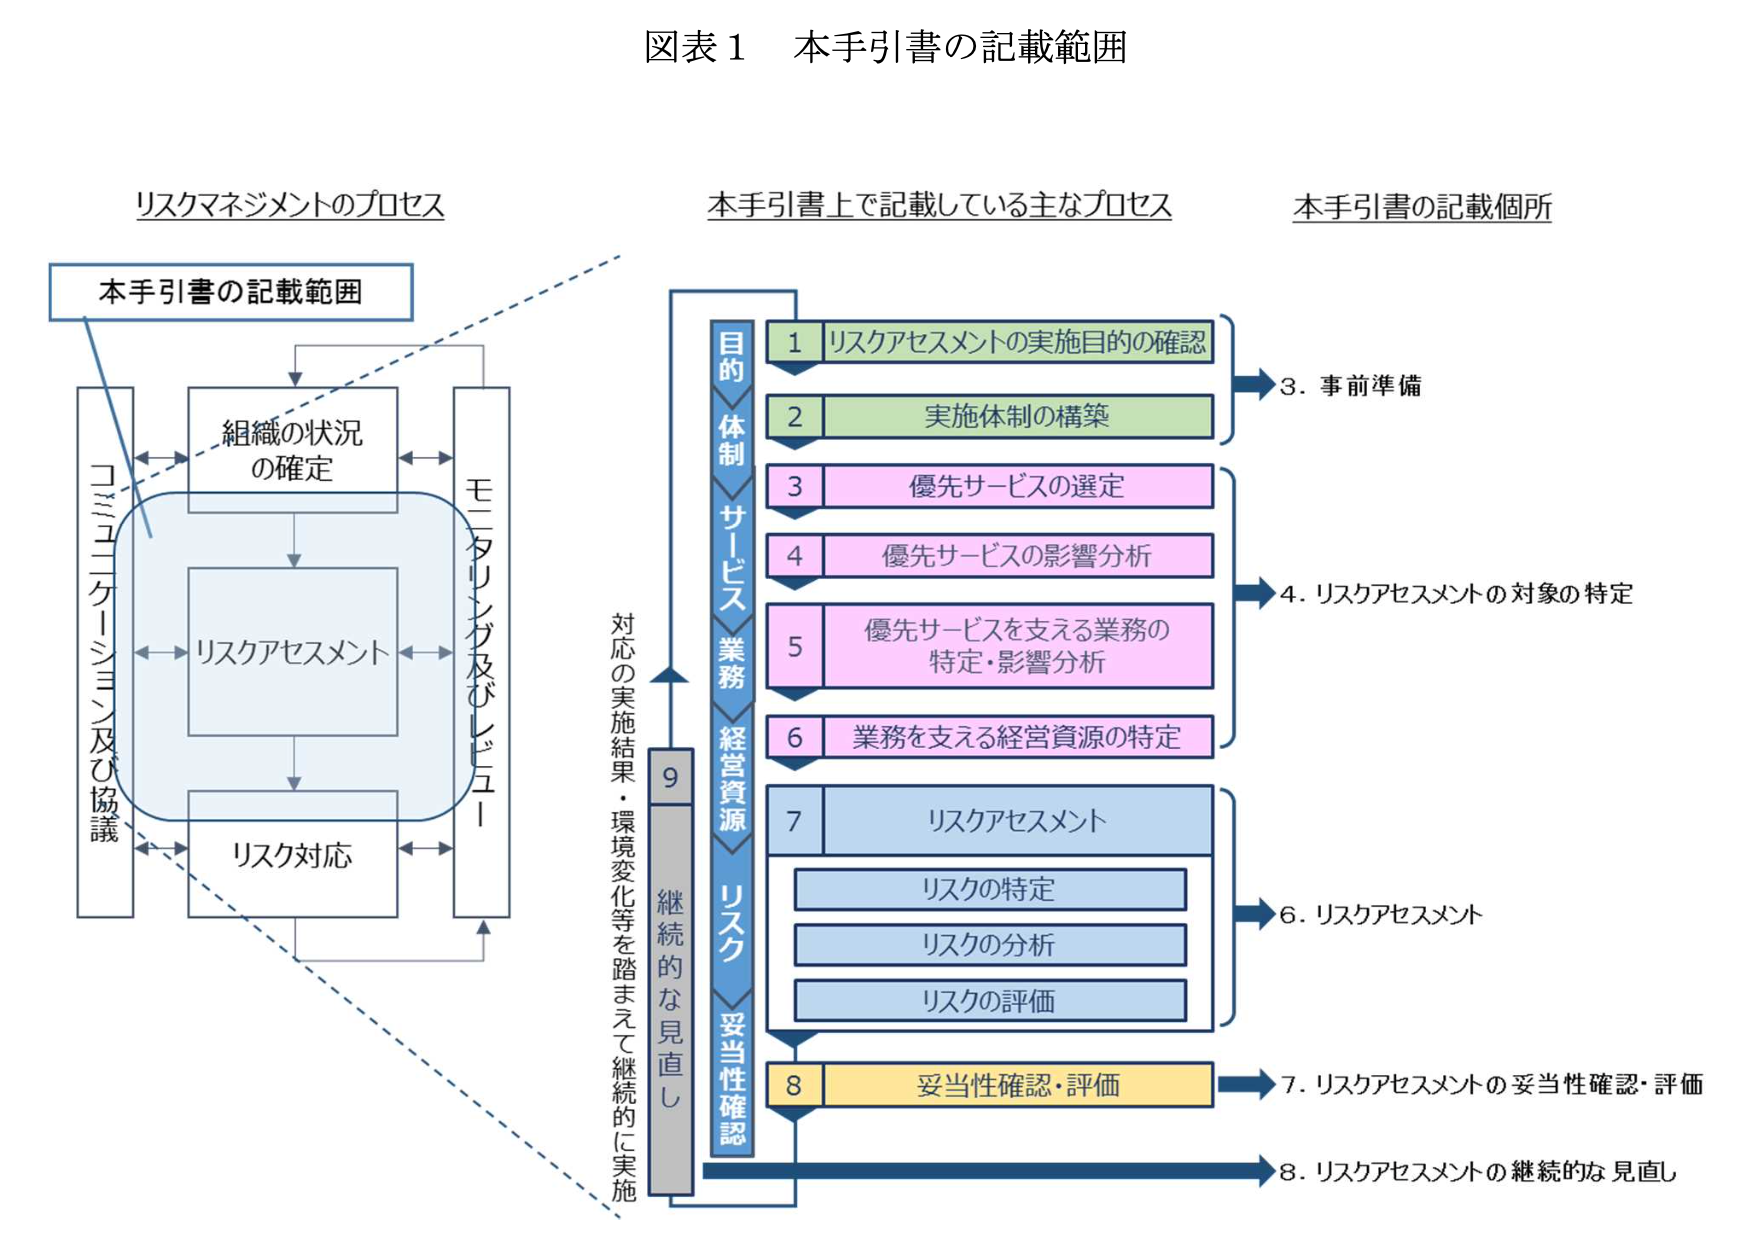 図表１　本手引書の記載範囲
リスクマネジメントのプロセス
本手引書の記載範囲
組織の状況
の確定
コミュニケーション及び協議
モニタリング及びレビュー
リスクアセスメント
リスク対応
本手引書上で記載している主なプロセス
対応の実施結果・環境変化等を踏まえて継続的に実施
9
継続的な見直し
目的
体制
サービス
業務
経営資源
リスク
妥当性確認
1 リスクアセスメントの実施目的の確認
2 実施体制の構築
3 優先サービスの選定
4 優先サービスの影響分析
5 優先サービスを支える業務の
特定・影響分析
6 業務を支える経営資源の特定
7 リスクアセスメント
リスクの特定
リスクの分析
リスクの評価
8 妥当性確認・評価
本手引書の記載個所
3. 事前準備
4. リスクアセスメントの対象の特定
6. リスクアセスメント
7. リスクアセスメントの妥当性確認・評価
8. リスクアセスメントの継続的な見直し